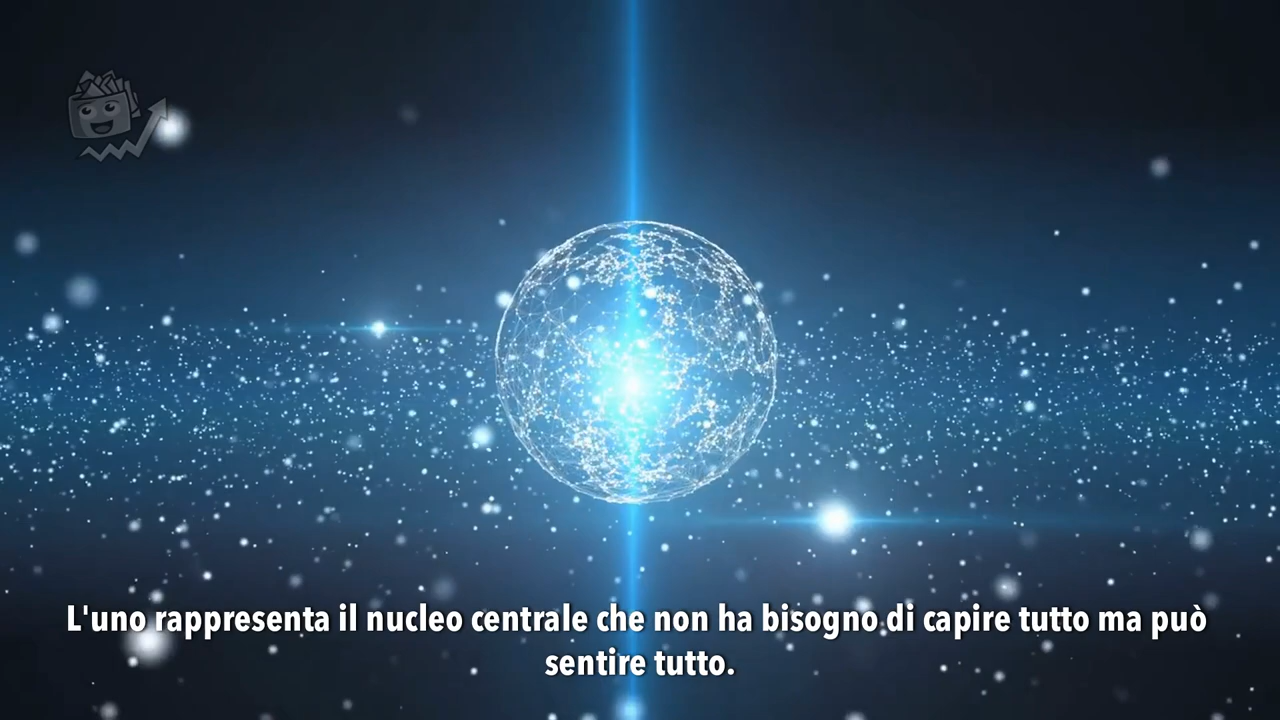 L'uno rappresenta il nucleo centrale che non ha bisogno di capire tutto ma può
sentire tutto.